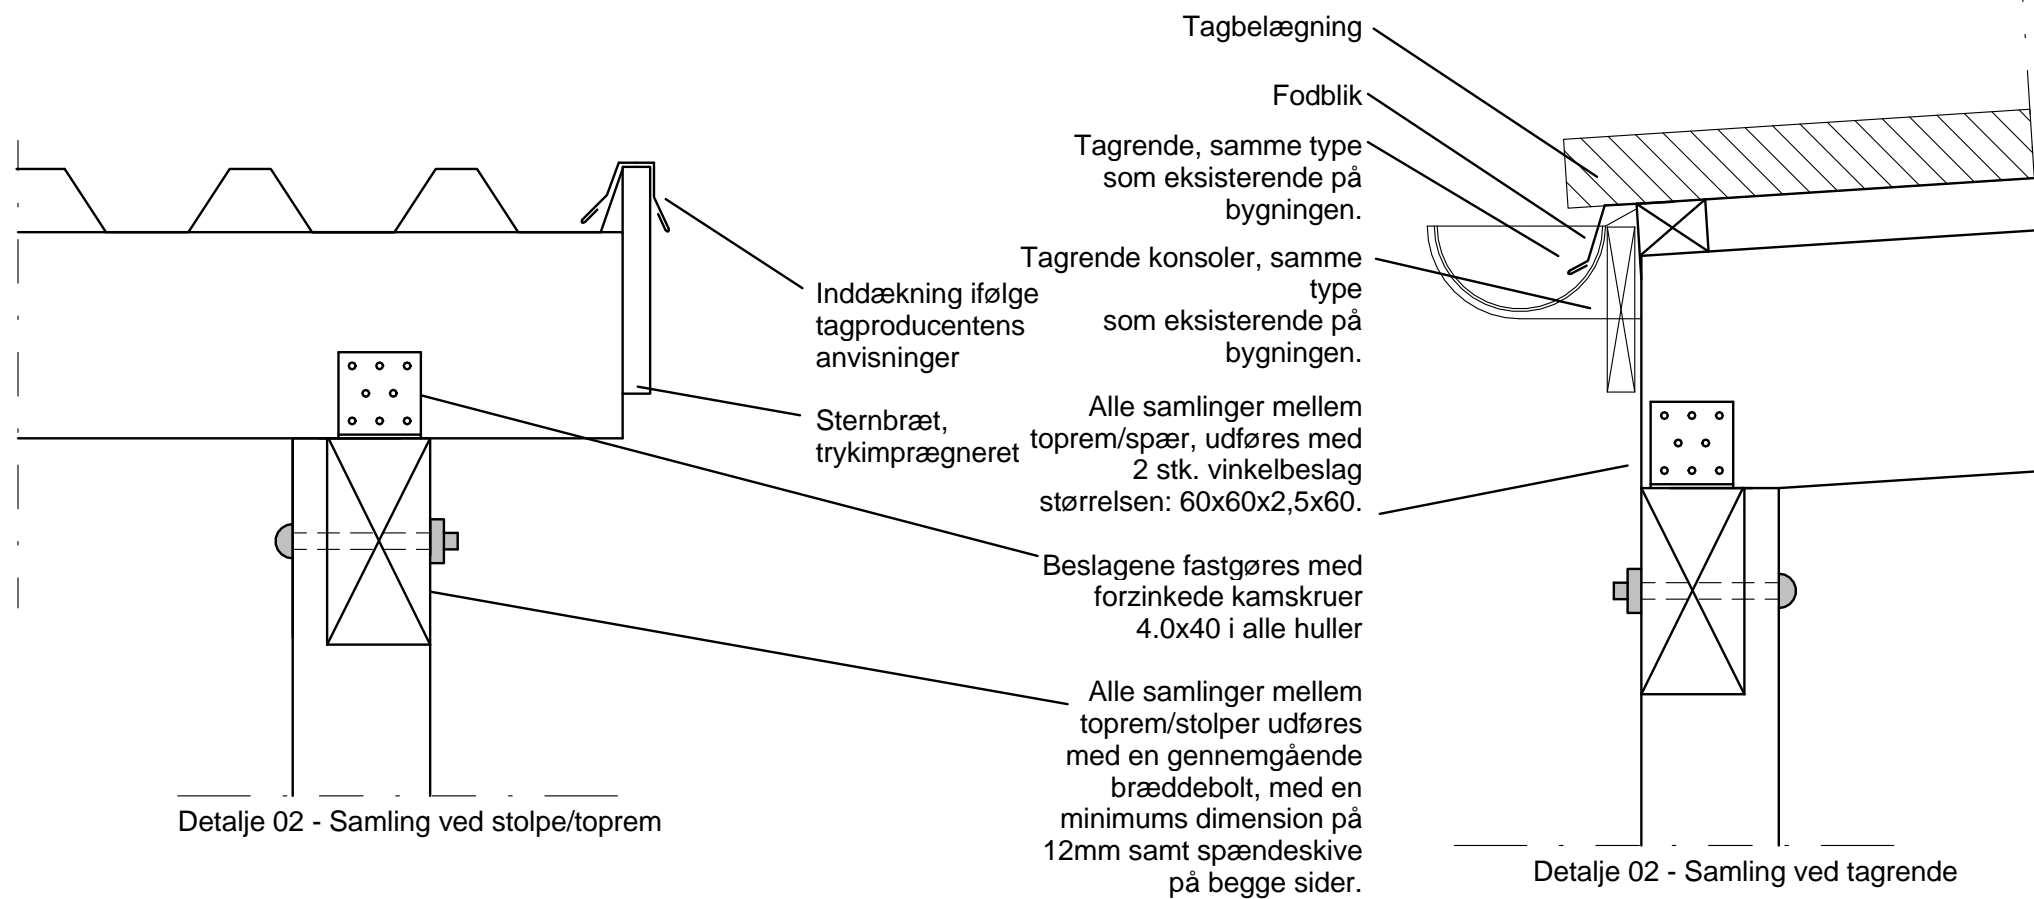 Tagbelægning
Fodblik
Tagrende, samme type
som eksisterende på
bygningen.
Tagrende konsoler, samme
type
som eksisterende på
bygningen.
Inddækning ifølge
tagproducentens
anvisninger
Sternbræt,
trykimprægneret
Alle samlinger mellem
toprem/spær, udføres med
2 stk. vinkelbeslag
størrelsen: 60x60x2,5x60.
Beslagene fastgøres med
forzinkede kamskruer
4.0x40 i alle huller
Alle samlinger mellem
toprem/stolper udføres
med en gennemgående
bræddebolt, med en
minimums dimension på
12mm samt spændeskive
på begge sider.
Detalje 02 - Samling ved stolpe/toprem
Detalje 02 - Samling ved tagrende